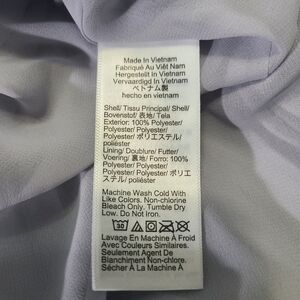 Made In Vietnam
Fabriqué Au Viêt Nam
Hergestellt in Vietnam
Vervaardigd In Vietnam
ベトナム製
hecho en vietnam
Shell/ Tissu Principal/ Shell/
Bovenstof/ 表地/ Tela
Exterior: 100% Polyester/
Polyester/ Polyester/
Polyester/ ポリエステル/
poliéster
Lining/ Doublure/ Futter/
Voering/ 裏地/ Forro: 100%
Polyester/ Polyester/
Polyester/ Polyester/ ポリエ
ステル/ poliéster
Machine Wash Cold With
Like Colors. Non-chlorine
Bleach Only. Tumble Dry
Low. Do Not Iron.
30
Lavage En Machine À Froid
Avec Couleurs Similaires.
Seulement Agent De
Blanchiment Non-chlore.
Sécher À La Machine À